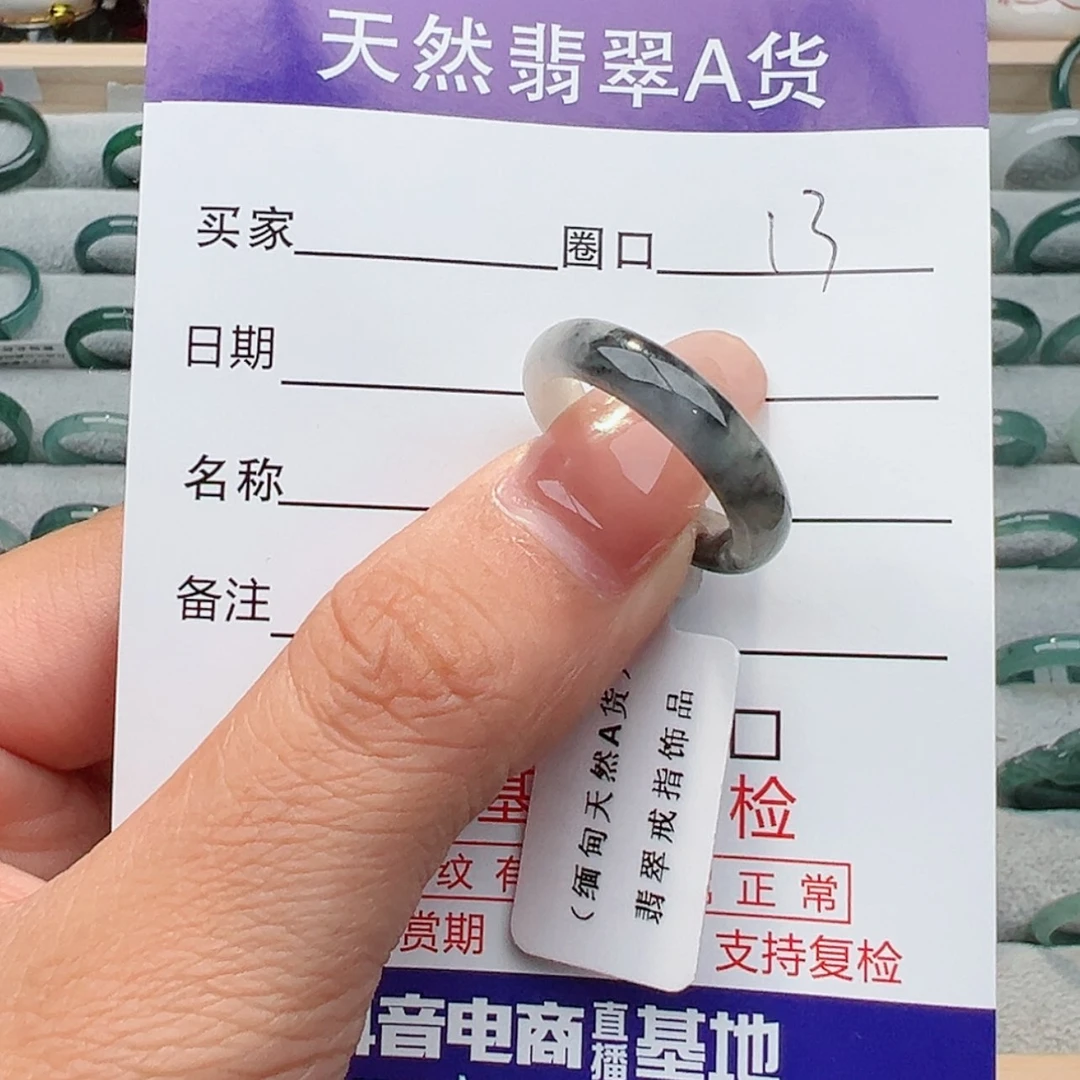 天然翡翠A货
买家 圈口 13
日期
名称
备注
检
纹 有 正常
赏期 支持复检
(缅甸天然A货)
翡翠戒指饰品
音电商直播基地